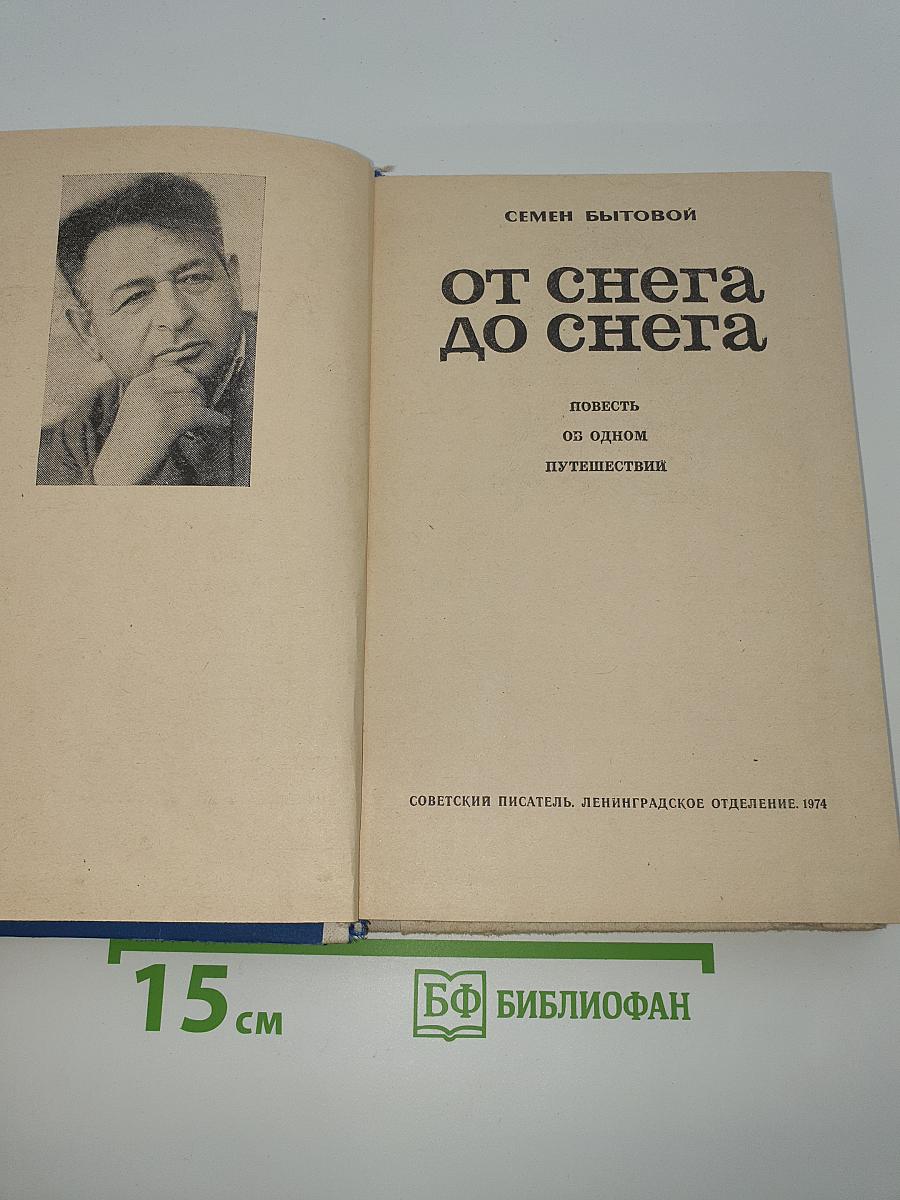 СЕМЕН БЫТОВОЙ
ОТ СНЕГА
ДО СНЕГА
ПОВЕСТЬ
ОБ ОДНОМ
ПУТЕШЕСТВИИ
СОВЕТСКИЙ ПИСАТЕЛЬ. ЛЕНИНГРАДСКОЕ ОТДЕЛЕНИЕ. 1974
15 см
БФ БИБЛИОФАН